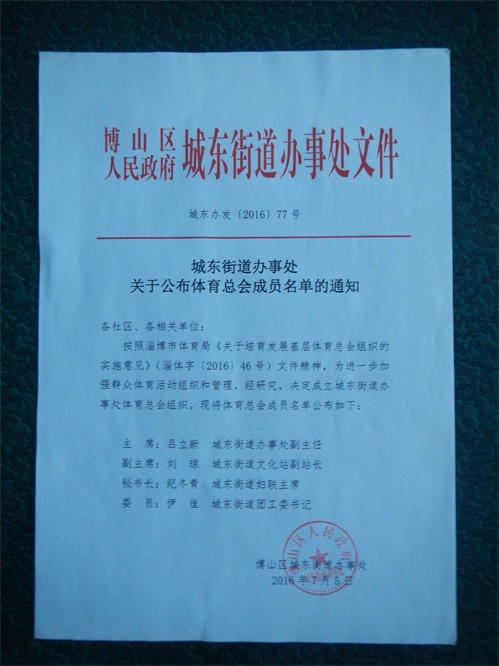 博山区
人民政府 城东街道办事处文件
城东办发〔2016〕77号
城东街道办事处
关于公布体育总会成员名单的通知
各社区、各相关单位：
按照淄博市体育局《关于培育发展基层体育总会组织的
实施意见》（淄体字〔2016〕46号）文件精神，为进一步加
强群众体育活动组织和管理，经研究，决定成立城东街道办
事处体育总会组织。现将体育总会成员名单公布如下：
主 席：吕立新 城东街道办事处副主任
副主席：刘 琼 城东街道文化站副站长
秘书长：纪冬青 城东街道妇联主席
委 员：伊 佳 城东街道团工委书记
博山区人民政府
博山区城东街道办事处
2016年7月5日